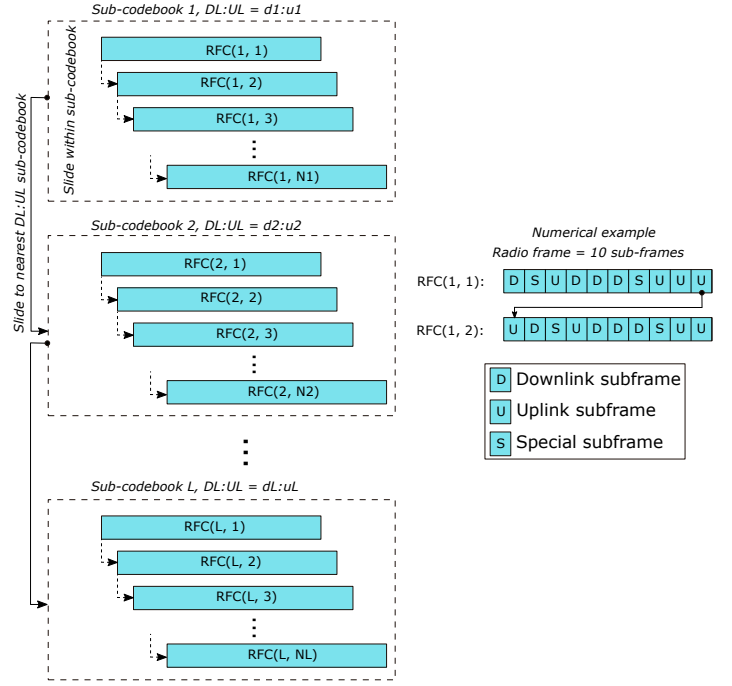 Sub-codebook 1, DL:UL = d1:u1
RFC(1, 1)
RFC(1, 2)
RFC(1, 3)
RFC(1, N1)
Slide within sub-codebook
Slide to nearest DL:UL sub-codebook
Sub-codebook 2, DL:UL = d2:u2
RFC(2, 1)
RFC(2, 2)
RFC(2, 3)
RFC(2, N2)
Sub-codebook L, DL:UL = dL:uL
RFC(L, 1)
RFC(L, 2)
RFC(L, 3)
RFC(L, NL)
Numerical example
Radio frame = 10 sub-frames
RFC(1, 1): D S U D D D S U U U
RFC(1, 2): U D S U D D D S U U
D Downlink subframe
U Uplink subframe
S Special subframe